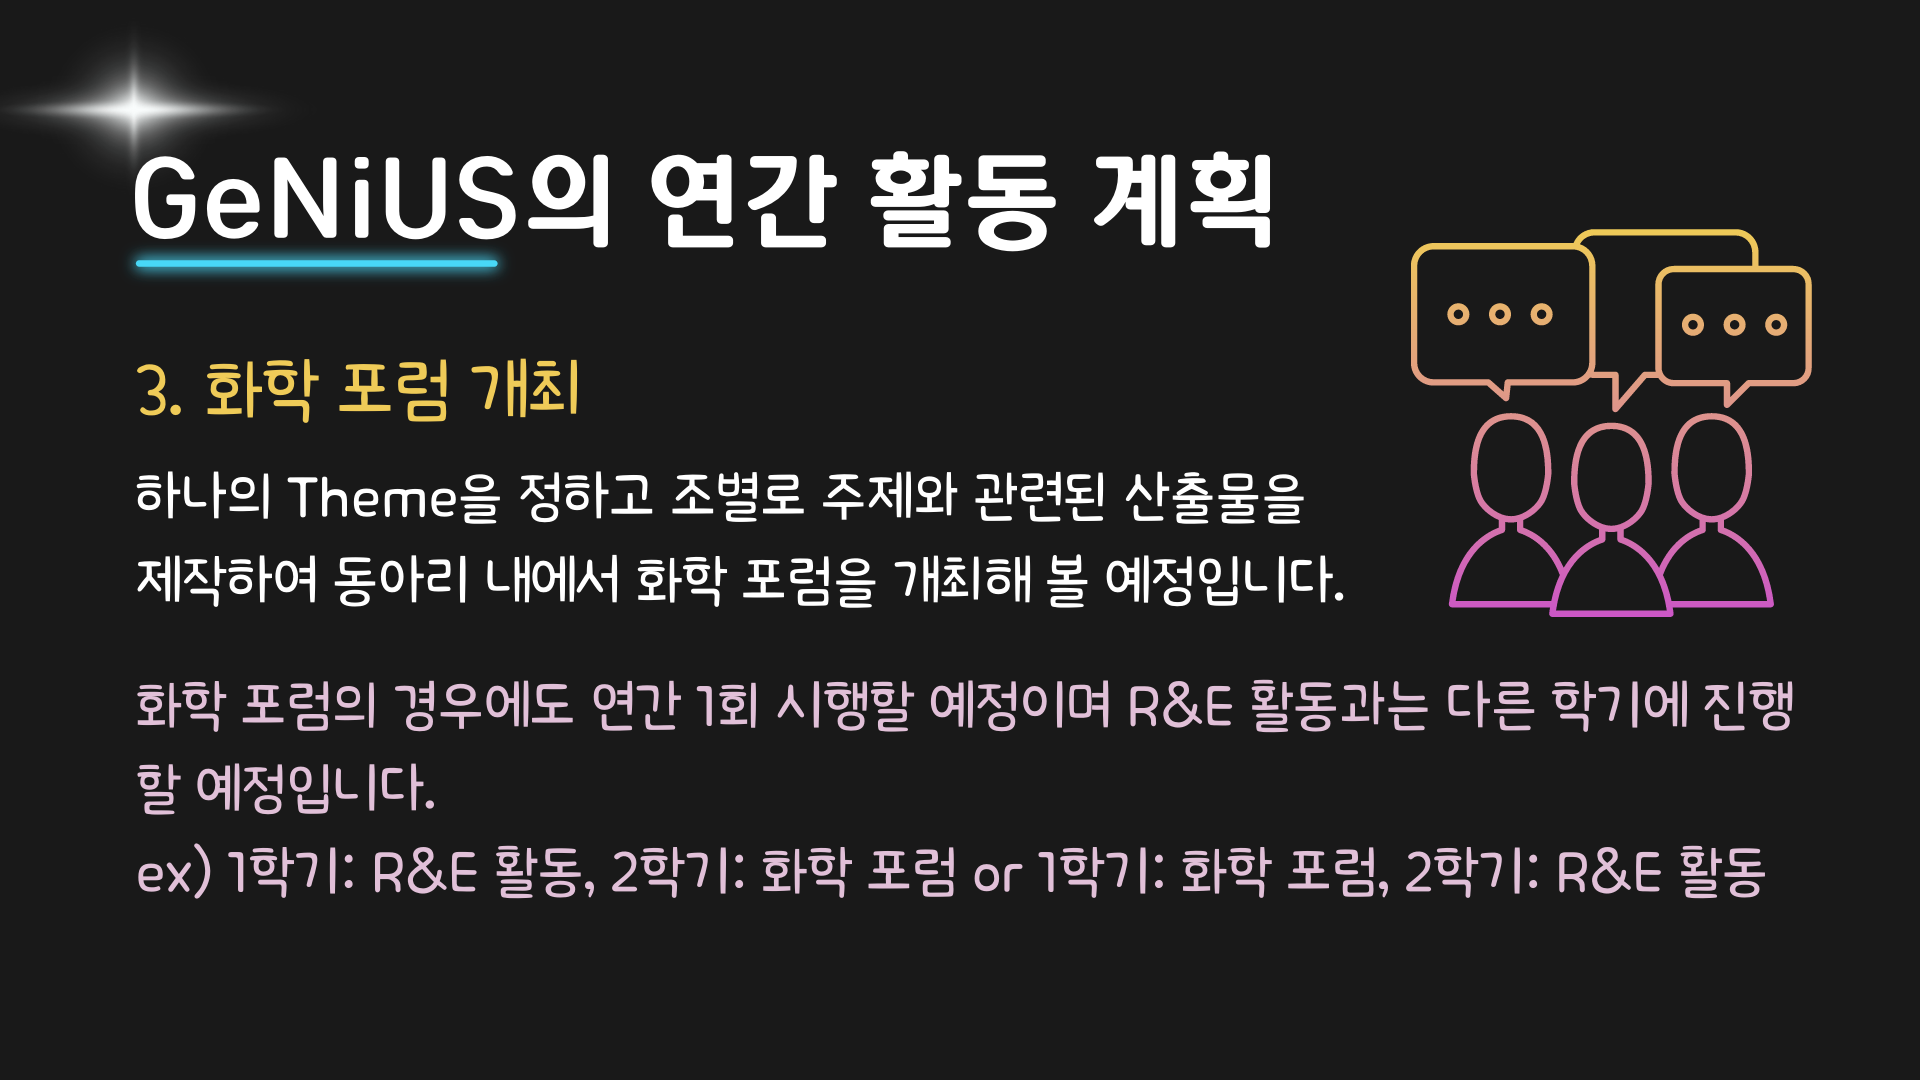 GeNiUS의 연간 활동 계획
3. 화학 포럼 개최
하나의 Theme을 정하고 조별로 주제와 관련된 산출물을
제작하여 동아리 내에서 화학 포럼을 개최해 볼 예정입니다.
화학 포럼의 경우에도 연간 1회 시행할 예정이며 R&E 활동과는 다른 학기에 진행
할 예정입니다.
ex) 1학기: R&E 활동, 2학기: 화학 포럼 or 1학기: 화학 포럼, 2학기: R&E 활동